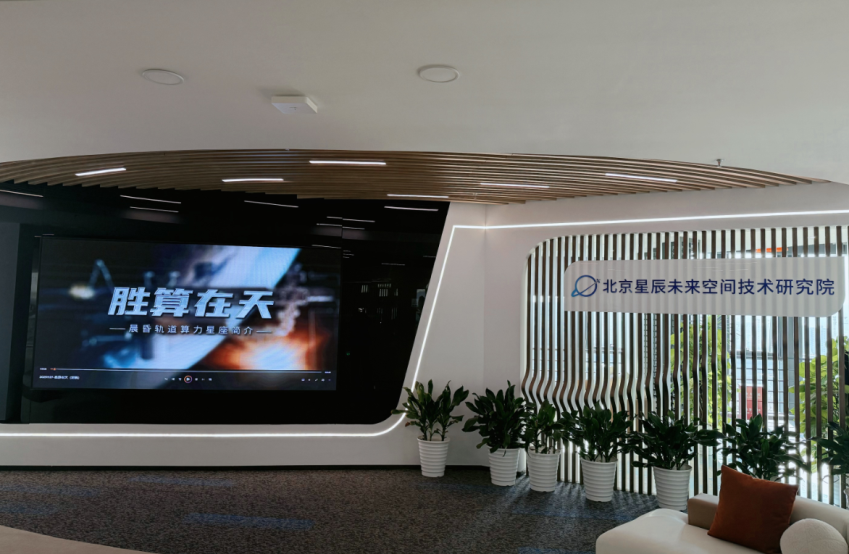 胜算在天
晨昏轨道算力星座简介
北京星辰未来空间技术研究院